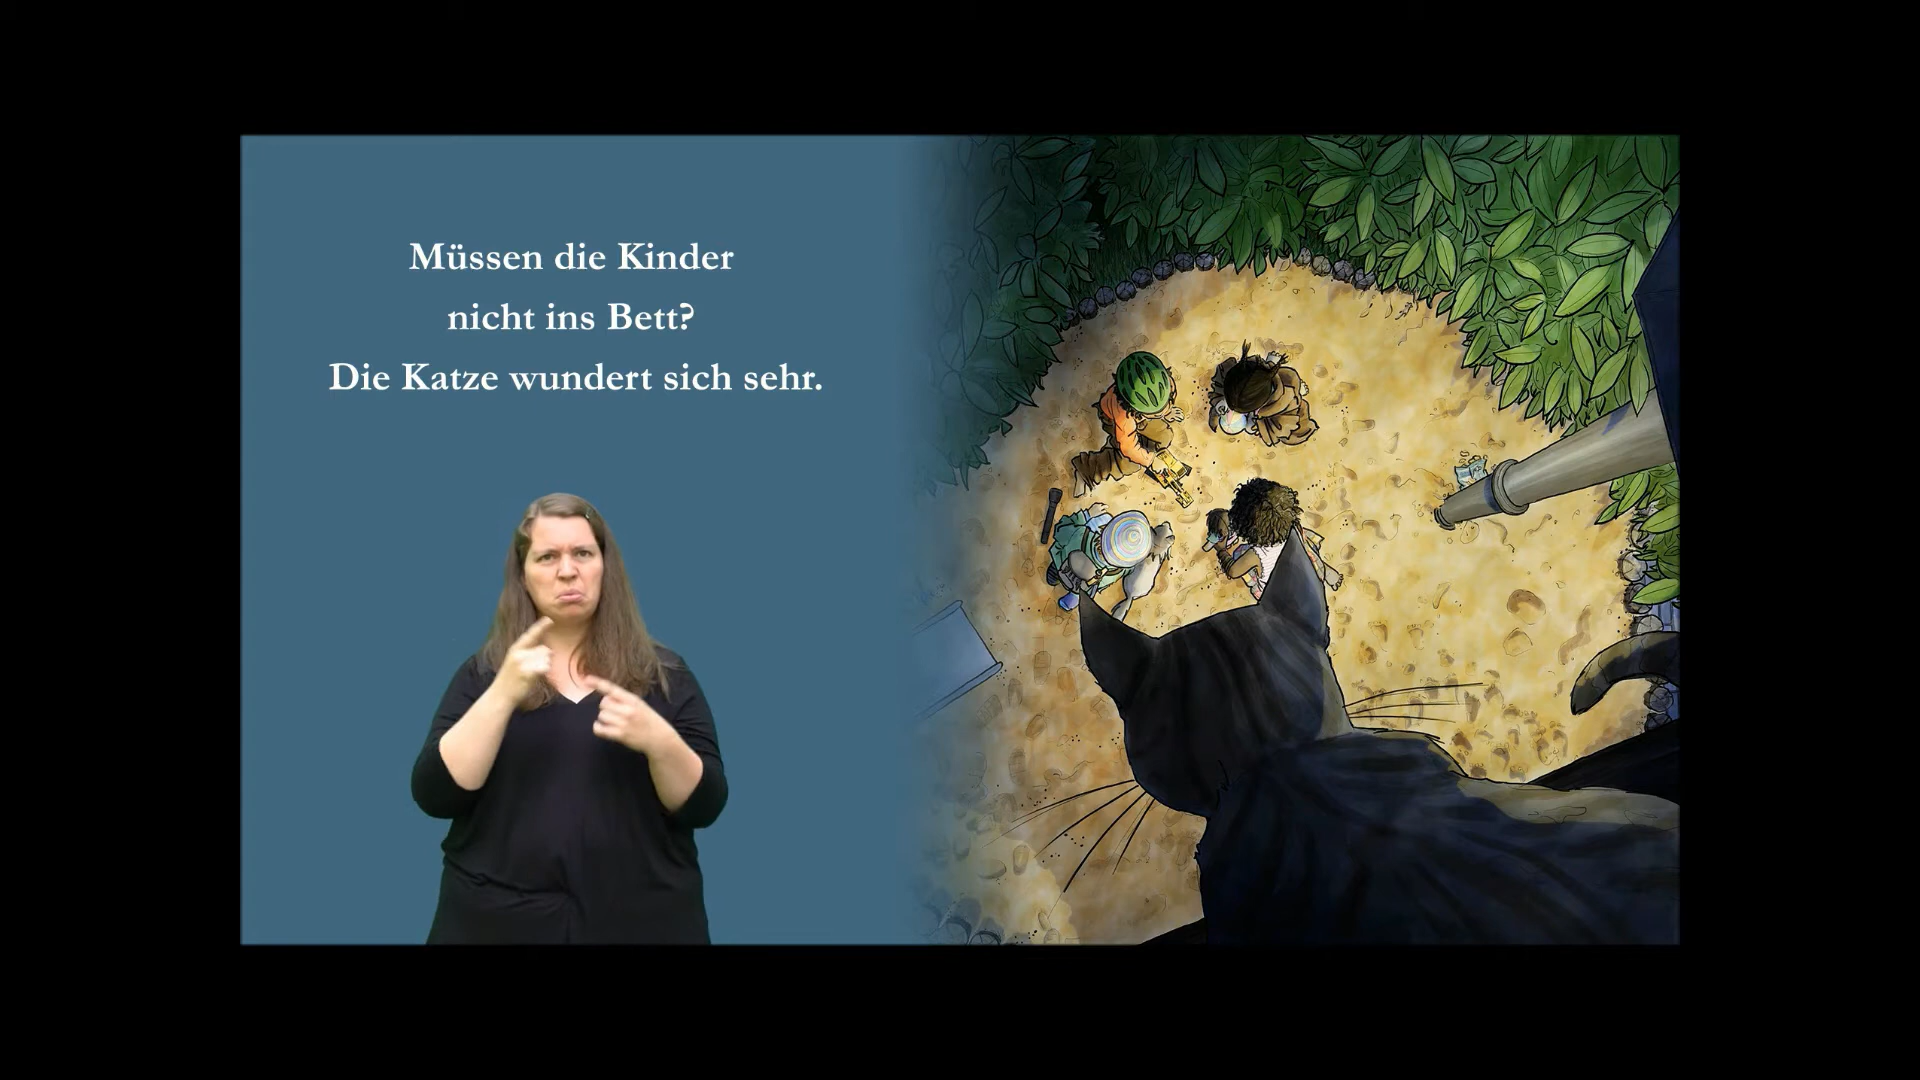 Müssen die Kinder
nicht ins Bett?
Die Katze wundert sich sehr.